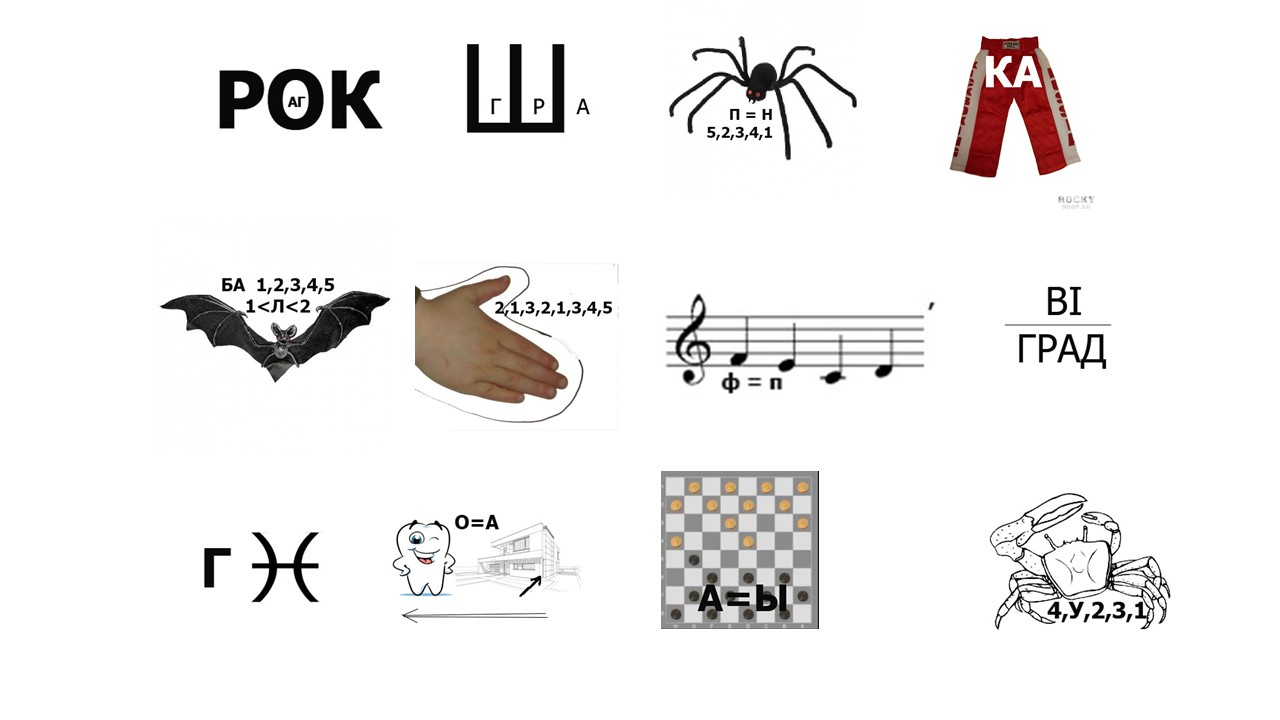 РОК
АГ
Ш
Г Р А
П = Н
5,2,3,4,1
КА
ROCKY
БА 1,2,3,4,5
1<Л<2
2,1,3,2,1,3,4,5
,
ф = п
ВІ
ГРАД
Г
О=А
А=Ы
4,У,2,3,1